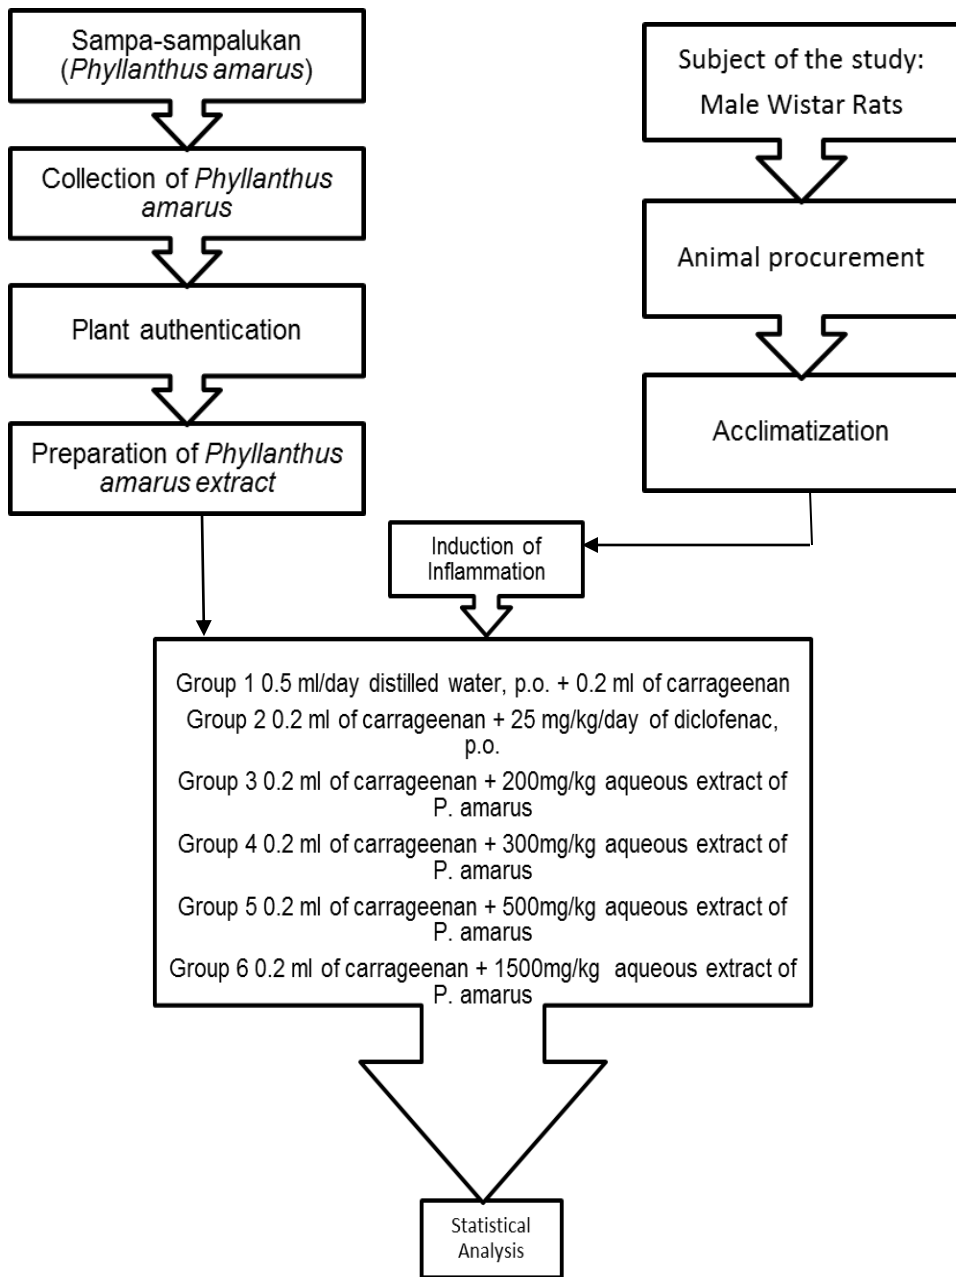 Sampa-sampalukan
(Phyllanthus amarus)
Collection of Phyllanthus
amarus
Plant authentication
Preparation of Phyllanthus
amarus extract
Subject of the study:
Male Wistar Rats
Animal procurement
Acclimatization
Induction of
Inflammation
Group 1 0.5 ml/day distilled water, p.o. + 0.2 ml of carrageenan
Group 2 0.2 ml of carrageenan + 25 mg/kg/day of diclofenac,
p.o.
Group 3 0.2 ml of carrageenan + 200mg/kg aqueous extract of
P. amarus
Group 4 0.2 ml of carrageenan + 300mg/kg aqueous extract of
P. amarus
Group 5 0.2 ml of carrageenan + 500mg/kg aqueous extract of
P. amarus
Group 6 0.2 ml of carrageenan + 1500mg/kg aqueous extract of
P. amarus
Statistical
Analysis